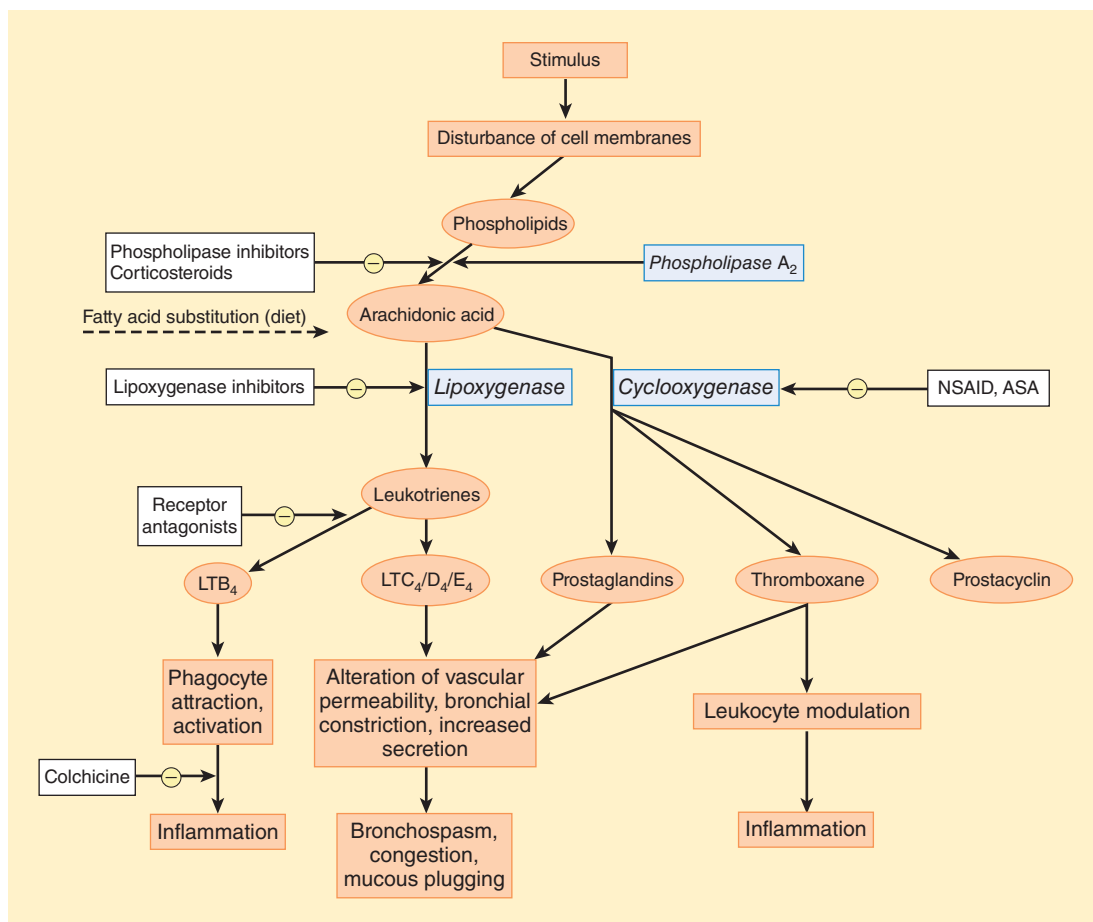 Stimulus
Disturbance of cell membranes
Phospholipids
Phospholipase inhibitors
Corticosteroids
−
Phospholipase A₂
Arachidonic acid
Fatty acid substitution (diet)
Lipoxygenase inhibitors
−
Lipoxygenase
Cyclooxygenase
−
NSAID, ASA
Leukotrienes
Receptor
antagonists
−
LTB₄
LTC₄/D₄/E₄
Prostaglandins
Thromboxane
Prostacyclin
Phagocyte
attraction,
activation
Alteration of vascular
permeability, bronchial
constriction, increased
secretion
Leukocyte modulation
Colchicine
−
Inflammation
Bronchospasm,
congestion,
mucous plugging
Inflammation